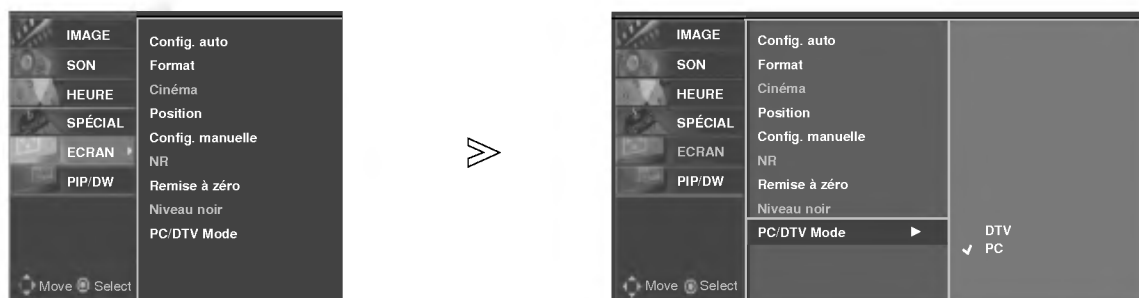 IMAGE
SON
HEURE
SPÉCIAL
ECRAN
PIP/DW
Move Select
Config. auto
Format
Cinéma
Position
Config. manuelle
NR
Remise à zéro
Niveau noir
PC/DTV Mode
IMAGE
SON
HEURE
SPÉCIAL
ECRAN
PIP/DW
Move Select
Config. auto
Format
Cinéma
Position
Config. manuelle
NR
Remise à zéro
Niveau noir
PC/DTV Mode ►
DTV
✓ PC